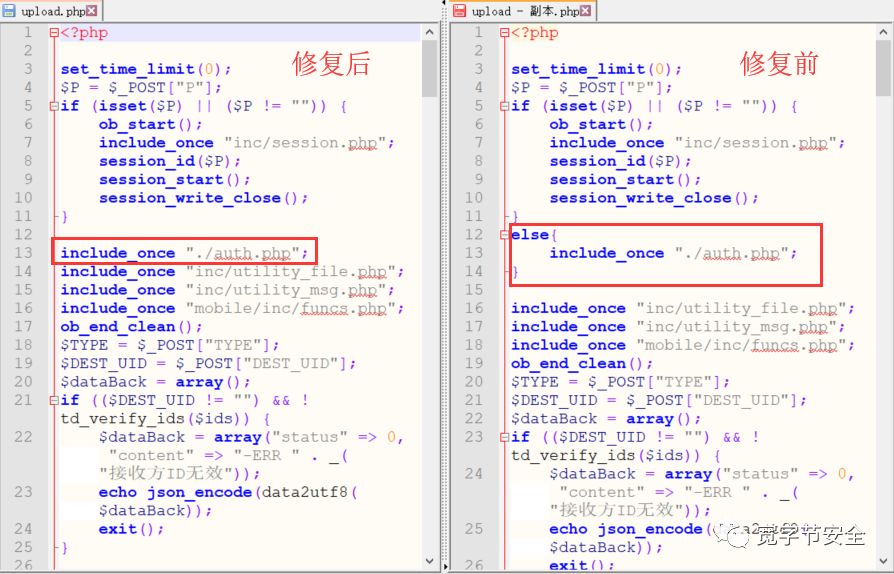 upload.php
1 <?php
2
3 set_time_limit(0);
4 $P = $_POST["P"];
5 if (isset($P) || ($P != "")) {
6 ob_start();
7 include_once "inc/session.php";
8 session_id($P);
9 session_start();
10 session_write_close();
11 }
12
13 include_once "./auth.php";
14 include_once "inc/utility_file.php";
15 include_once "inc/utility_msg.php";
16 include_once "mobile/inc/funcs.php";
17 ob_end_clean();
18 $TYPE = $_POST["TYPE"];
19 $DEST_UID = $_POST["DEST_UID"];
20 $dataBack = array();
21 if (($DEST_UID != "") && !
td_verify_ids($ids)) {
22 $dataBack = array("status" => 0,
"content" => "-ERR " . _(
"接收方ID无效"));
23 echo json_encode(data2utf8(
$dataBack));
24 exit();
25 }
26
修复后
upload - 副本.php
1 <?php
2
3 set_time_limit(0);
4 $P = $_POST["P"];
5 if (isset($P) || ($P != "")) {
6 ob_start();
7 include_once "inc/session.php";
8 session_id($P);
9 session_start();
10 session_write_close();
11 }
12 else{
13 include_once "./auth.php";
14 }
15
16 include_once "inc/utility_file.php";
17 include_once "inc/utility_msg.php";
18 include_once "mobile/inc/funcs.php";
19 ob_end_clean();
20 $TYPE = $_POST["TYPE"];
21 $DEST_UID = $_POST["DEST_UID"];
22 $dataBack = array();
23 if (($DEST_UID != "") && !
td_verify_ids($ids)) {
24 $dataBack = array("status" => 0,
"content" => "-ERR " . _(
"接收方ID无效"));
25 echo json_encode(
$dataBack));
26 exit();
修复前
宽字节安全